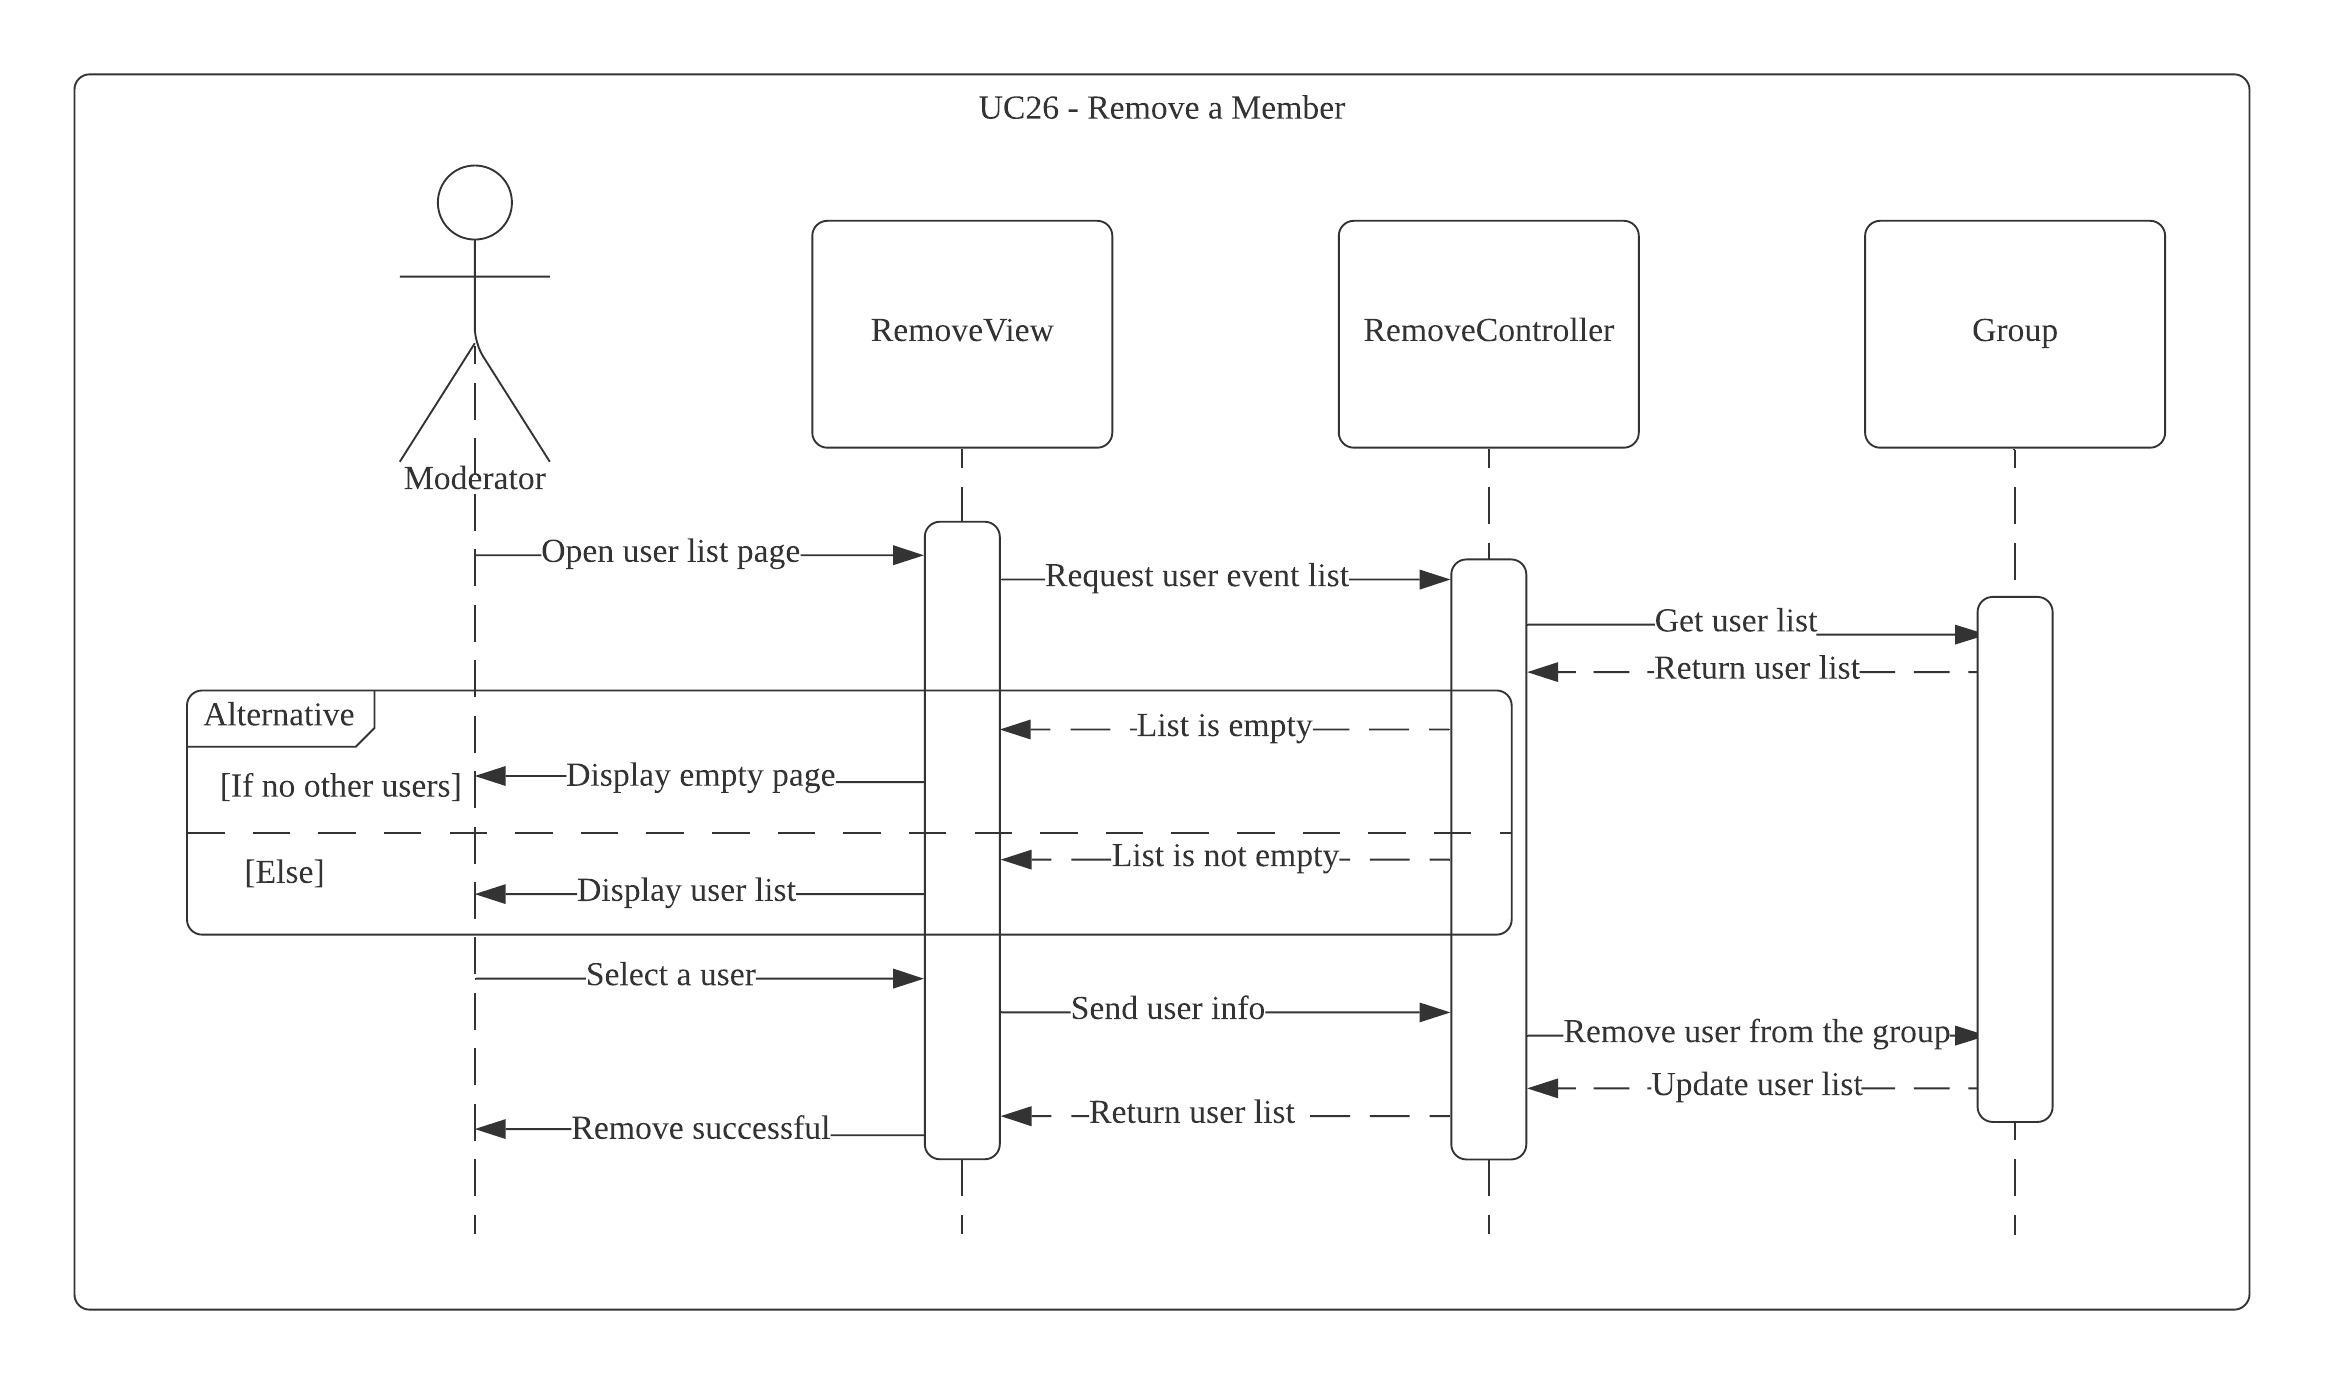 UC26 - Remove a Member
RemoveView
RemoveController
Group
Moderator
Open user list page
Request user event list
Get user list
Return user list
Alternative
List is empty
Display empty page
[If no other users]
List is not empty
[Else]
Display user list
Select a user
Send user info
Remove user from the group
Update user list
Return user list
Remove successful